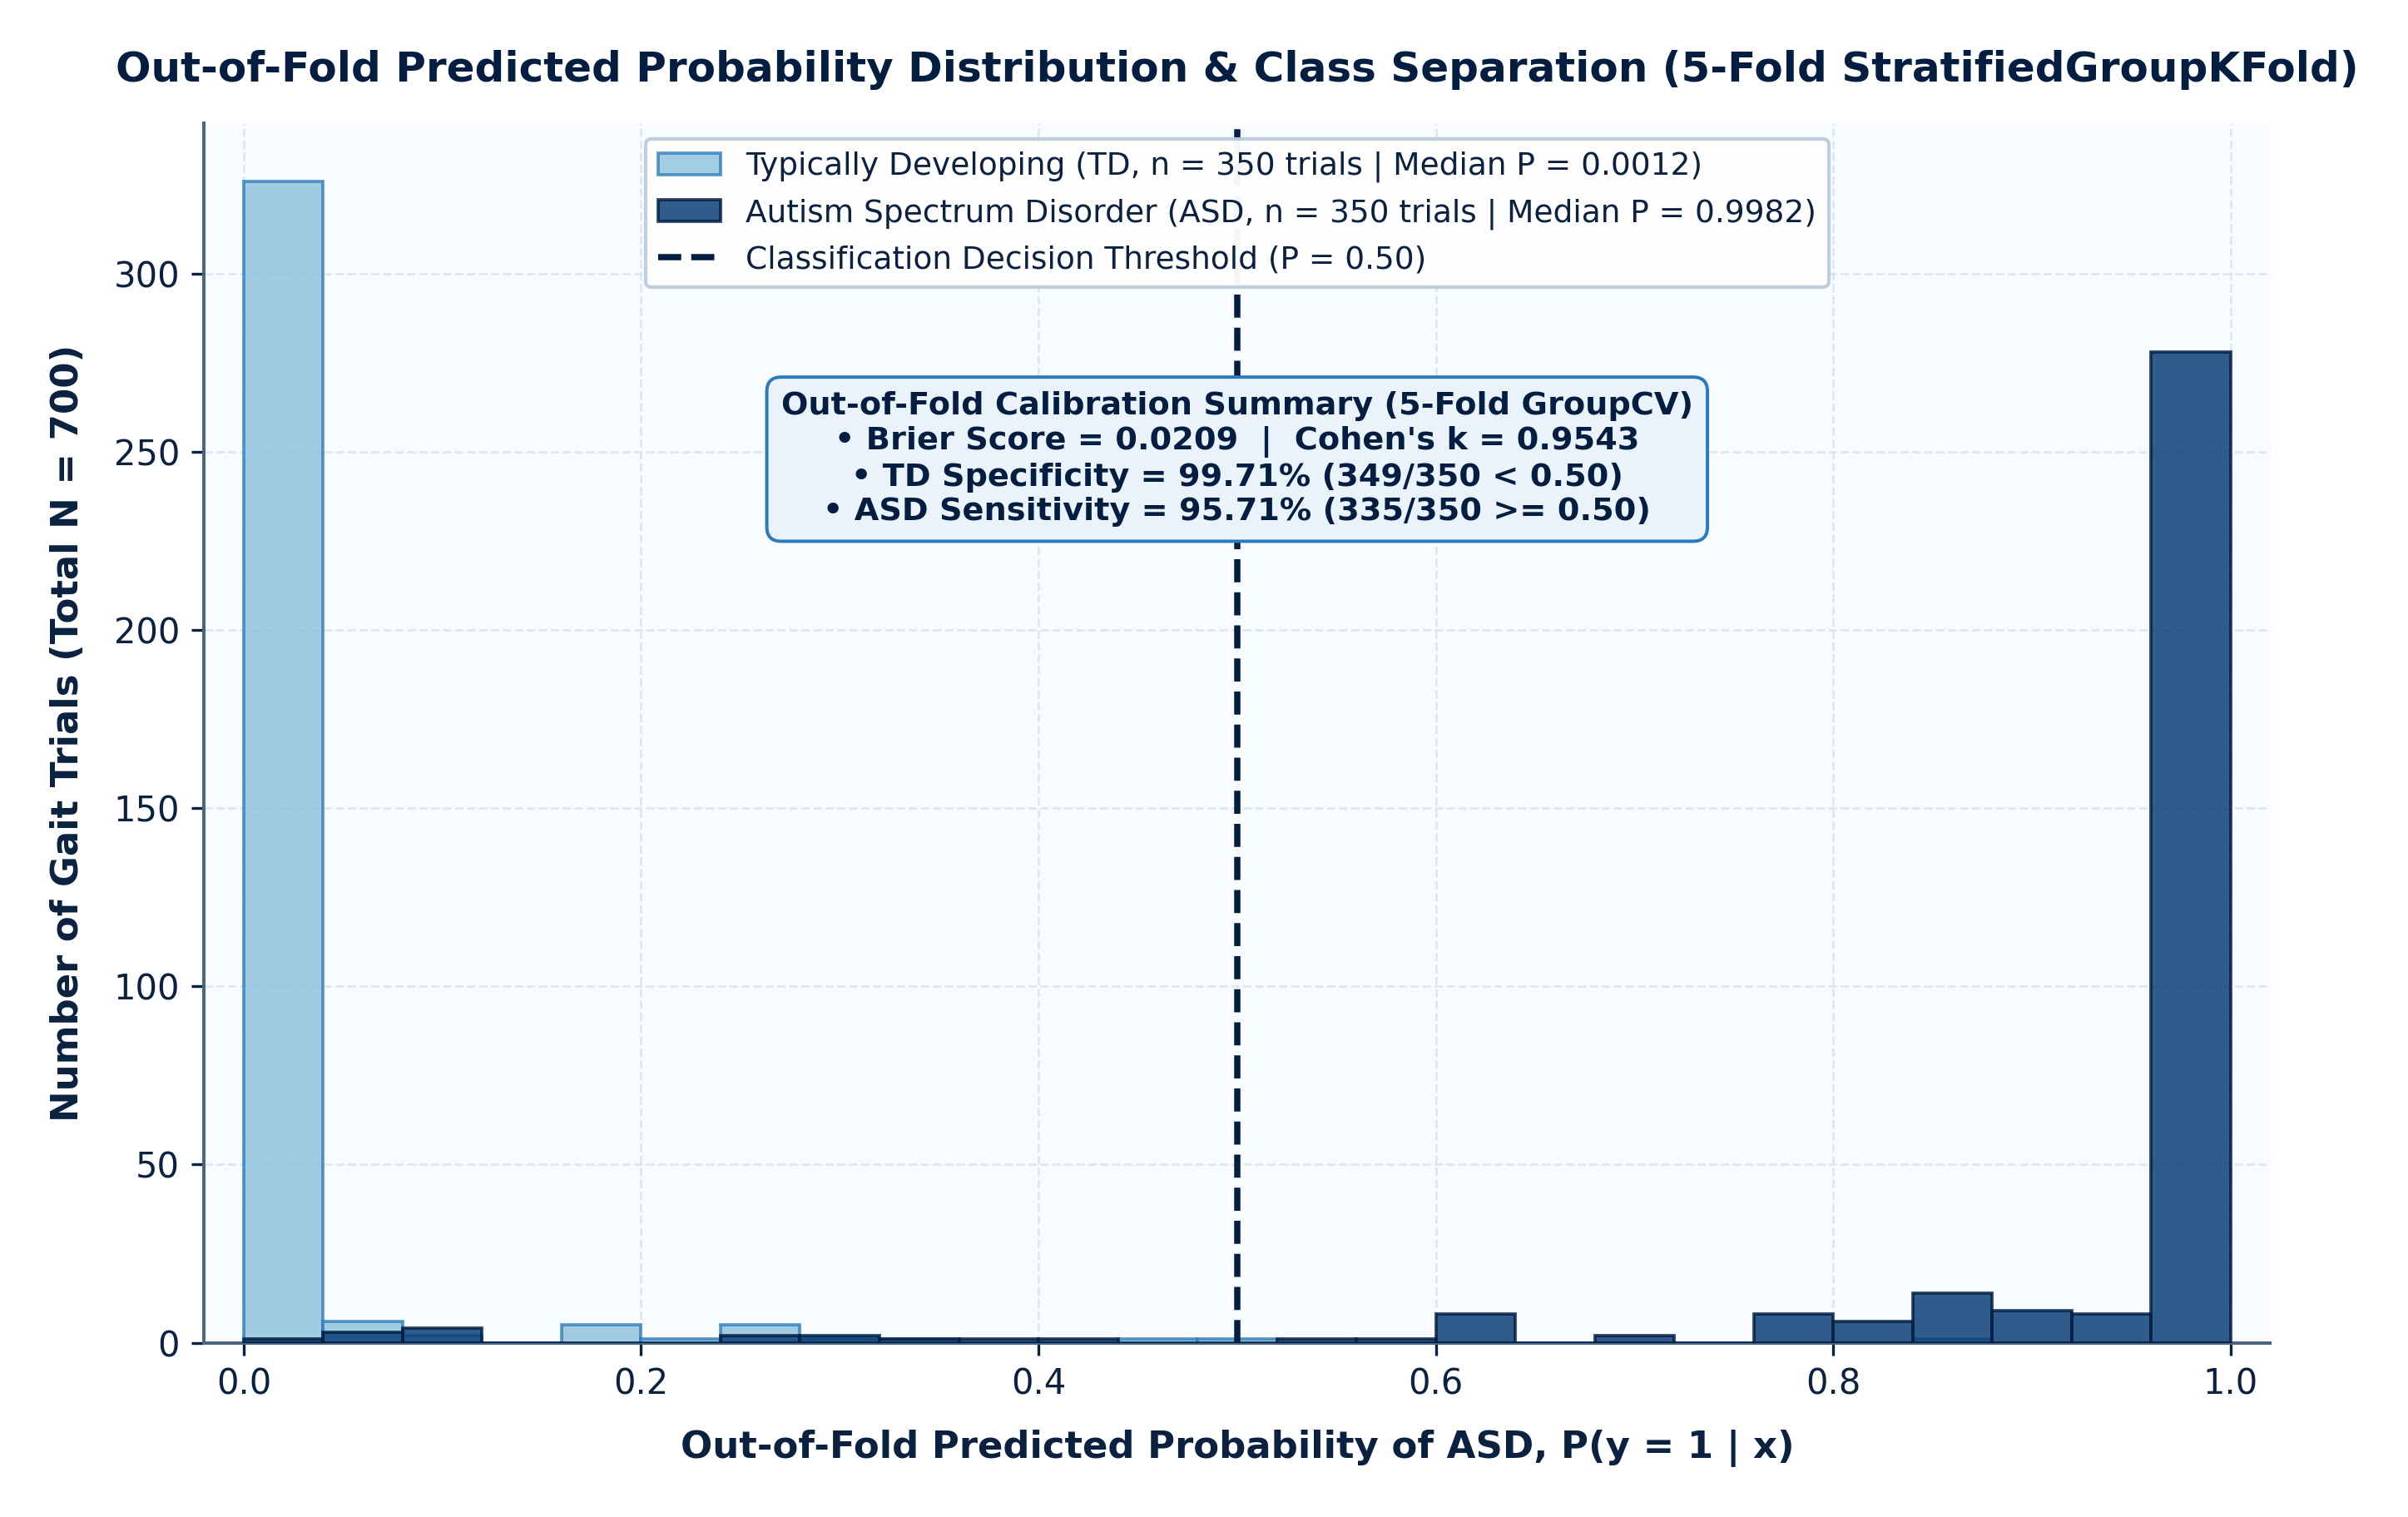 Out-of-Fold Predicted Probability Distribution & Class Separation (5-Fold StratifiedGroupKFold)
Typically Developing (TD, n = 350 trials | Median P = 0.0012)
Autism Spectrum Disorder (ASD, n = 350 trials | Median P = 0.9982)
Classification Decision Threshold (P = 0.50)
Out-of-Fold Calibration Summary (5-Fold GroupCV)
• Brier Score = 0.0209 | Cohen's k = 0.9543
• TD Specificity = 99.71% (349/350 < 0.50)
• ASD Sensitivity = 95.71% (335/350 >= 0.50)
Number of Gait Trials (Total N = 700)
300
250
200
150
100
50
0
0.0 0.2 0.4 0.6 0.8 1.0
Out-of-Fold Predicted Probability of ASD, P(y = 1 | x)